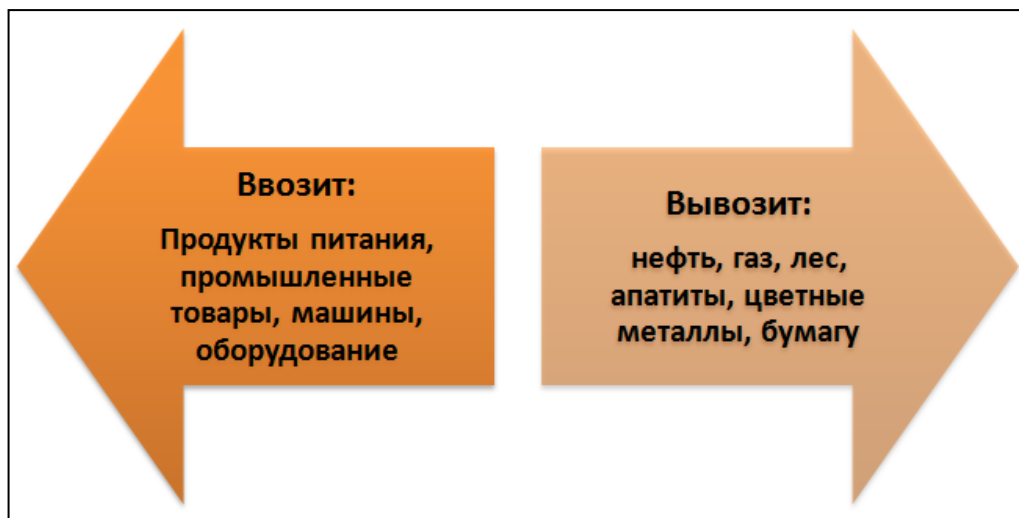 Ввозит:
Продукты питания,
промышленные
товары, машины,
оборудование
Вывозит:
нефть, газ, лес,
апатиты, цветные
металлы, бумагу